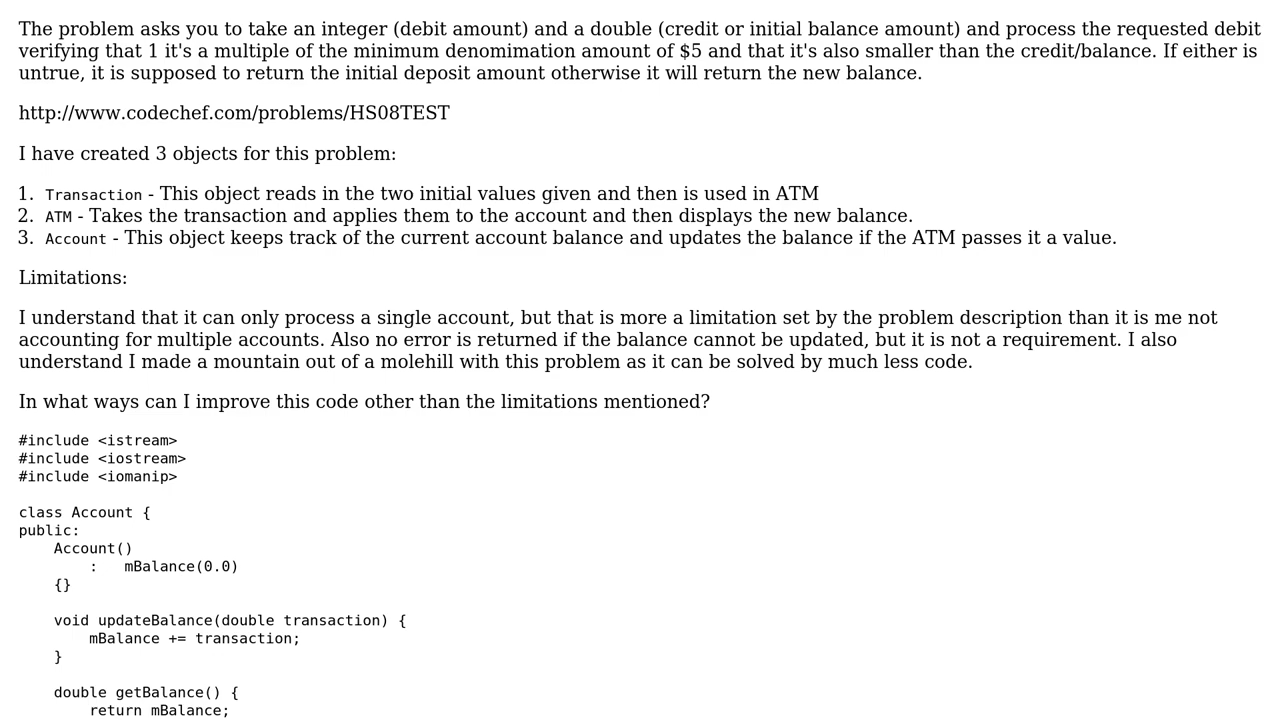 The problem asks you to take an integer (debit amount) and a double (credit or initial balance amount) and process the requested debit
verifying that 1 it's a multiple of the minimum denomimation amount of $5 and that it's also smaller than the credit/balance. If either is
untrue, it is supposed to return the initial deposit amount otherwise it will return the new balance.
http://www.codechef.com/problems/HS08TEST
I have created 3 objects for this problem:
1. Transaction - This object reads in the two initial values given and then is used in ATM
2. ATM - Takes the transaction and applies them to the account and then displays the new balance.
3. Account - This object keeps track of the current account balance and updates the balance if the ATM passes it a value.
Limitations:
I understand that it can only process a single account, but that is more a limitation set by the problem description than it is me not
accounting for multiple accounts. Also no error is returned if the balance cannot be updated, but it is not a requirement. I also
understand I made a mountain out of a molehill with this problem as it can be solved by much less code.
In what ways can I improve this code other than the limitations mentioned?
#include <istream>
#include <iostream>
#include <iomanip>
class Account {
public:
    Account()
        :   mBalance(0.0)
    {}
    void updateBalance(double transaction) {
        mBalance += transaction;
    }
    double getBalance() {
        return mBalance;